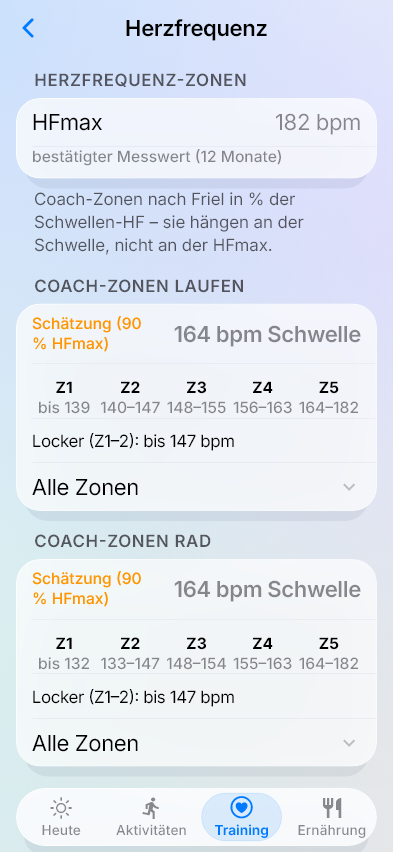 Herzfrequenz
HERZFREQUENZ-ZONEN
HFmax 182 bpm
bestätigter Messwert (12 Monate)
Coach-Zonen nach Friel in % der
Schwellen-HF – sie hängen an der
Schwelle, nicht an der HFmax.
COACH-ZONEN LAUFEN
Schätzung (90
% HFmax)
164 bpm Schwelle
Z1 Z2 Z3 Z4 Z5
bis 139 140–147 148–155 156–163 164–182
Locker (Z1–2): bis 147 bpm
Alle Zonen
COACH-ZONEN RAD
Schätzung (90
% HFmax)
164 bpm Schwelle
Z1 Z2 Z3 Z4 Z5
bis 132 133–147 148–154 155–163 164–182
Locker (Z1–2): bis 147 bpm
Alle Zonen
Heute Aktivitäten Training Ernährung